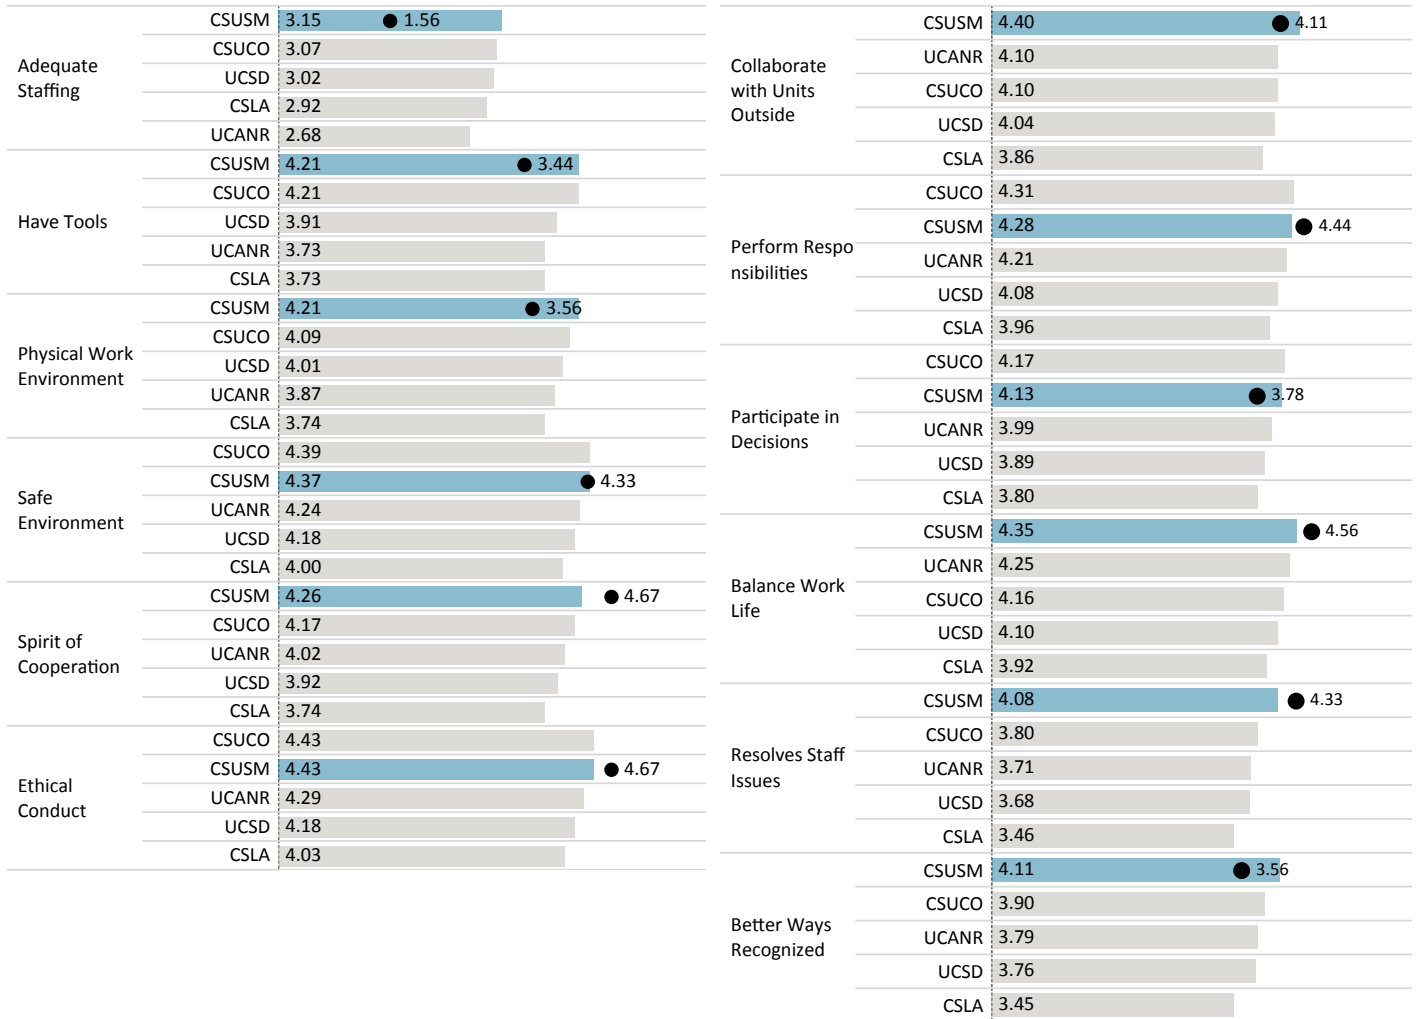 Adequate
Staffing
CSUSM 3.15 1.56
CSUCO 3.07
UCSD 3.02
CSLA 2.92
UCANR 2.68
Have Tools
CSUSM 4.21 3.44
CSUCO 4.21
UCSD 3.91
UCANR 3.73
CSLA 3.73
Physical Work
Environment
CSUSM 4.21 3.56
CSUCO 4.09
UCSD 4.01
UCANR 3.87
CSLA 3.74
Safe
Environment
CSUCO 4.39
CSUSM 4.37 4.33
UCANR 4.24
UCSD 4.18
CSLA 4.00
Spirit of
Cooperation
CSUSM 4.26 4.67
CSUCO 4.17
UCANR 4.02
UCSD 3.92
CSLA 3.74
Ethical
Conduct
CSUCO 4.43
CSUSM 4.43 4.67
UCANR 4.29
UCSD 4.18
CSLA 4.03
Collaborate
with Units
Outside
CSUSM 4.40 4.11
UCANR 4.10
CSUCO 4.10
UCSD 4.04
CSLA 3.86
Perform Respo
nsibilities
CSUCO 4.31
CSUSM 4.28 4.44
UCANR 4.21
UCSD 4.08
CSLA 3.96
Participate in
Decisions
CSUCO 4.17
CSUSM 4.13 3.78
UCANR 3.99
UCSD 3.89
CSLA 3.80
Balance Work
Life
CSUSM 4.35 4.56
UCANR 4.25
CSUCO 4.16
UCSD 4.10
CSLA 3.92
Resolves Staff
Issues
CSUSM 4.08 4.33
CSUCO 3.80
UCANR 3.71
UCSD 3.68
CSLA 3.46
Better Ways
Recognized
CSUSM 4.11 3.56
CSUCO 3.90
UCANR 3.79
UCSD 3.76
CSLA 3.45